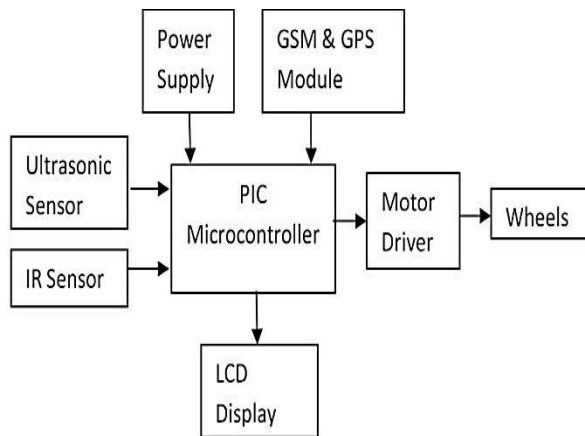 Power
Supply
GSM & GPS
Module
Ultrasonic
Sensor
PIC
Microcontroller
Motor
Driver
Wheels
IR Sensor
LCD
Display